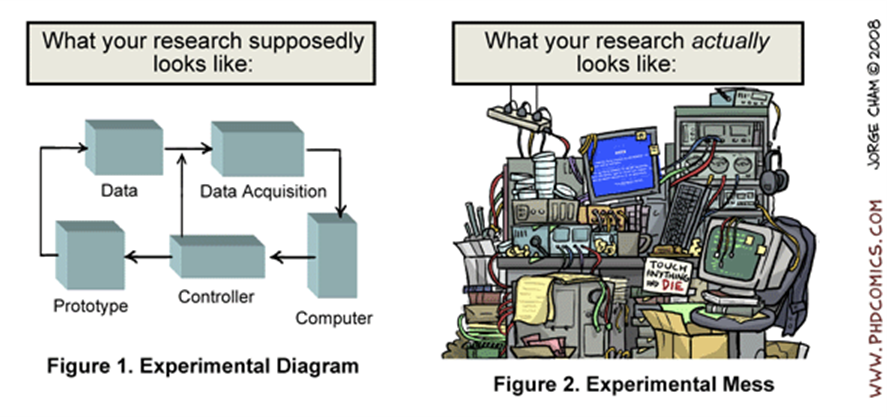 What your research supposedly
looks like:
Data
Data Acquisition
Prototype
Controller
Computer
Figure 1. Experimental Diagram
What your research actually
looks like:
TOUCH
ANYTHING
AND DIE
Figure 2. Experimental Mess
WWW.PHDCOMICS.COM
JORGE CHAM © 2008